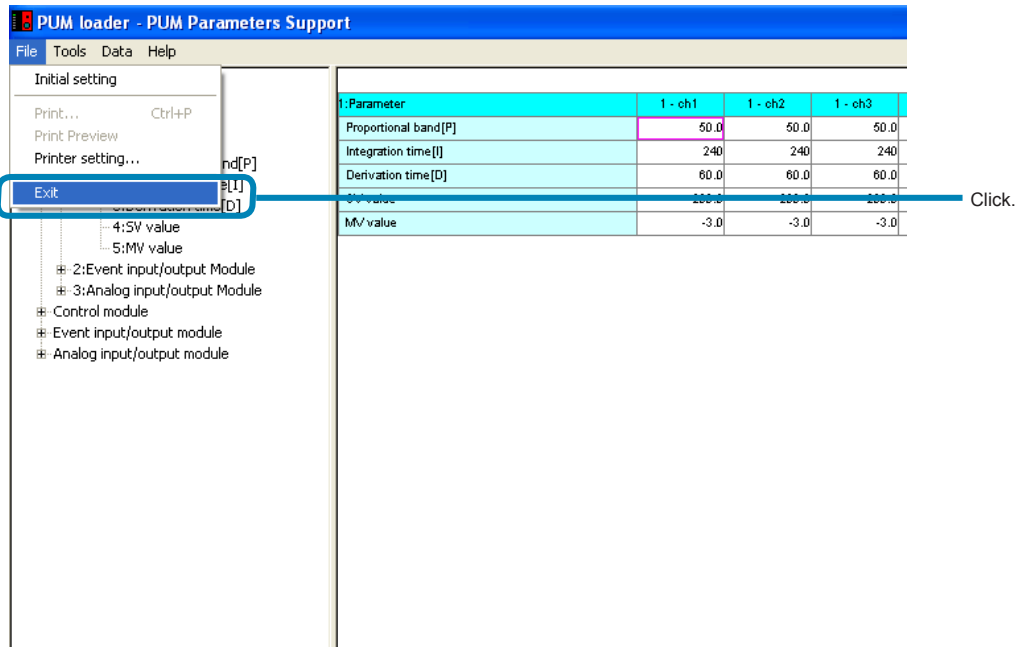 PUM loader - PUM Parameters Support
File Tools Data Help
Initial setting
Print... Ctrl+P
Print Preview
Printer setting...
Exit
nd[P]
e[I]
[D]
4:SV value
5:MV value
2:Event input/output Module
3:Analog input/output Module
Control module
Event input/output module
Analog input/output module
1:Parameter 1 - ch1 1 - ch2 1 - ch3
Proportional band[P] 50.0 50.0 50.0
Integration time[I] 240 240 240
Derivation time[D] 60.0 60.0 60.0
MV value -3.0 -3.0 -3.0
Click.